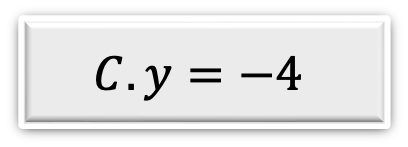 C. y = −4